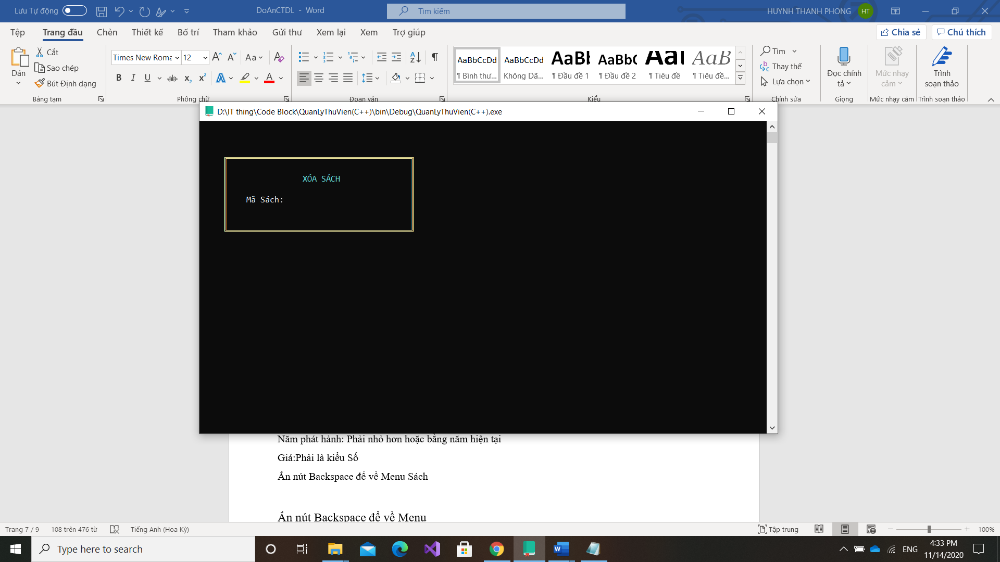 Lưu Tự động
DoAnCTDL - Word
Tìm kiếm
HUYNH THANH PHONG
HT
Tệp
Trang đầu
Chèn
Thiết kế
Bố trí
Tham khảo
Gửi thư
Xem lại
Xem
Trợ giúp
Chia sẻ
Chú thích
Dán
Cắt
Sao chép
Bút Định dạng
Bảng tạm
Times New Roma
12
Phông chữ
Đoạn văn
AaBbCcDd
¶ Bình thư...
AaBbCcDd
Không Dã...
AaBb
¶ Đầu đề 1
AaBbC
¶ Đầu đề 2
AaI
¶ Tiêu đề
AaB
¶ Tiêu đề...
Kiểu
Tìm
Thay thế
Lựa chọn
Chỉnh sửa
Đọc chính tả
Giọng
Mức nhạy cảm
Mức nhạy cảm
Trình soạn thảo
Trình soạn thảo
D:\IT thing\Code Block\QuanLyThuVien(C++)\bin\Debug\QuanLyThuVien(C++).exe
XÓA SÁCH
Mã Sách:
Năm phát hành: Phải nhỏ hơn hoặc bằng năm hiện tại
Giá:Phải là kiểu Số
Ấn nút Backspace để về Menu Sách
Ấn nút Backspace để về Menu
Trang 7 / 9
108 trên 476 từ
Tiếng Anh (Hoa Kỳ)
Tập trung
100%
Type here to search
ENG
4:33 PM
11/14/2020